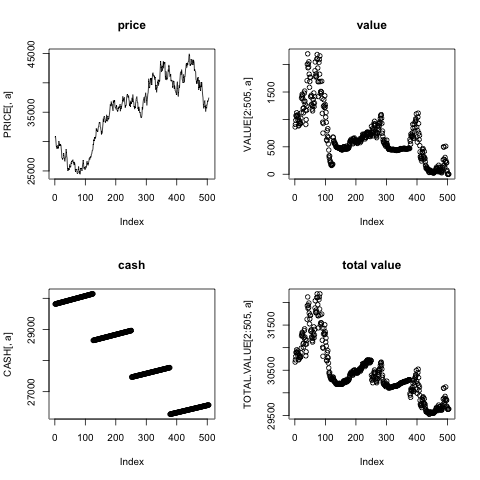 price
PRICE[, a]
25000 35000 45000
0 100 200 300 400 500
Index
value
VALUE[2:505, a]
0 500 1500
0 100 200 300 400 500
Index
cash
CASH[, a]
27000 29000
0 100 200 300 400 500
Index
total value
TOTAL.VALUE[2:505, a]
29500 30500 31500
0 100 200 300 400 500
Index